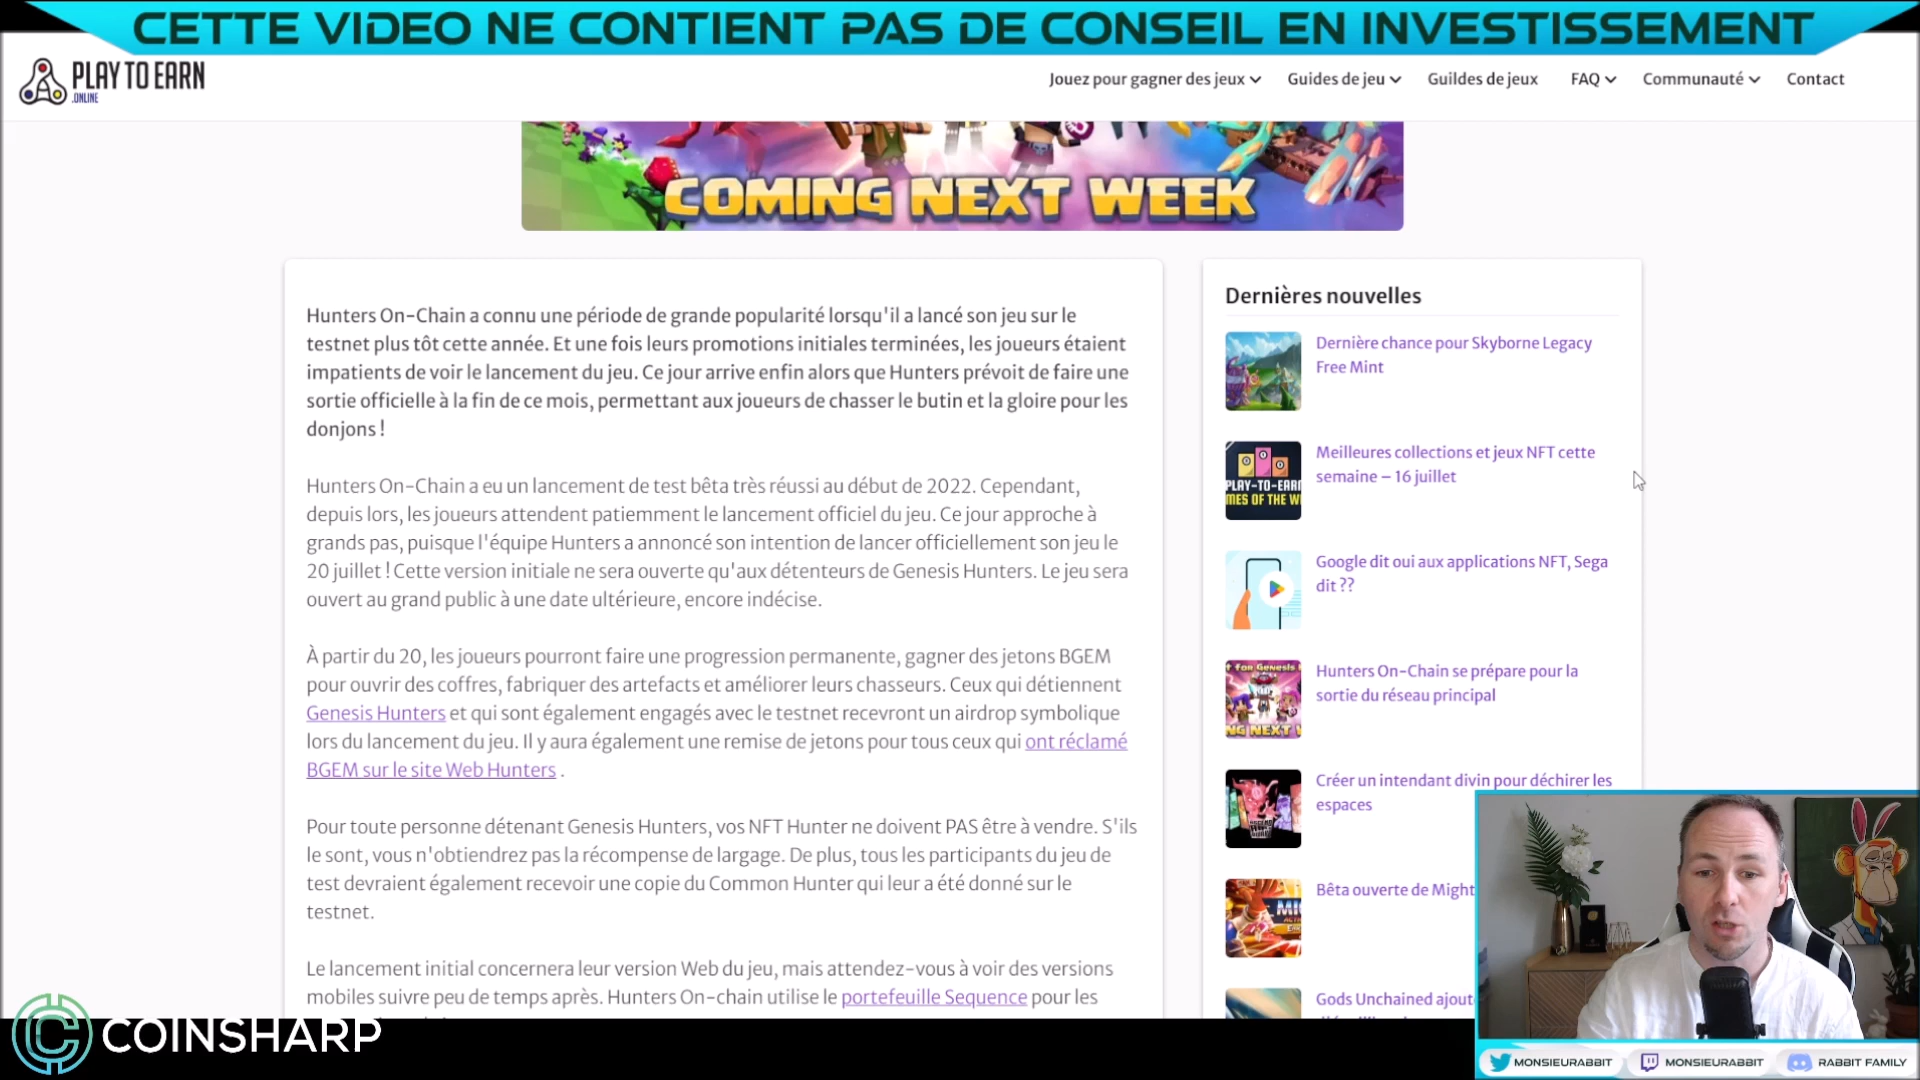 CETTE VIDEO NE CONTIENT PAS DE CONSEIL EN INVESTISSEMENT
PLAY TO EARN
.ONLINE
Jouez pour gagner des jeux
Guides de jeu
Guildes de jeux
FAQ
Communauté
Contact
COMING NEXT WEEK
Hunters On-Chain a connu une période de grande popularité lorsqu'il a lancé son jeu sur le
testnet plus tôt cette année. Et une fois leurs promotions initiales terminées, les joueurs étaient
impatients de voir le lancement du jeu. Ce jour arrive enfin alors que Hunters prévoit de faire une
sortie officielle à la fin de ce mois, permettant aux joueurs de chasser le butin et la gloire pour les
donjons !
Hunters On-Chain a eu un lancement de test bêta très réussi au début de 2022. Cependant,
depuis lors, les joueurs attendent patiemment le lancement officiel du jeu. Ce jour approche à
grands pas, puisque l'équipe Hunters a annoncé son intention de lancer officiellement son jeu le
20 juillet ! Cette version initiale ne sera ouverte qu'aux détenteurs de Genesis Hunters. Le jeu sera
ouvert au grand public à une date ultérieure, encore indécise.
À partir du 20, les joueurs pourront faire une progression permanente, gagner des jetons BGEM
pour ouvrir des coffres, fabriquer des artefacts et améliorer leurs chasseurs. Ceux qui détiennent
Genesis Hunters et qui sont également engagés avec le testnet recevront un airdrop symbolique
lors du lancement du jeu. Il y aura également une remise de jetons pour tous ceux qui ont réclamé
BGEM sur le site Web Hunters .
Pour toute personne détenant Genesis Hunters, vos NFT Hunter ne doivent PAS être à vendre. S'ils
le sont, vous n'obtiendrez pas la récompense de largage. De plus, tous les participants du jeu de
test devraient également recevoir une copie du Common Hunter qui leur a été donné sur le
testnet.
Le lancement initial concernera leur version Web du jeu, mais attendez-vous à voir des versions
mobiles suivre peu de temps après. Hunters On-chain utilise le portefeuille Sequence pour les
Dernières nouvelles
Dernière chance pour Skyborne Legacy
Free Mint
Meilleures collections et jeux NFT cette
semaine – 16 juillet
PLAY-TO-EARN
MES OF THE W
Google dit oui aux applications NFT, Sega
dit ??
Hunters On-Chain se prépare pour la
sortie du réseau principal
NG NEXT
Créer un intendant divin pour déchirer les
espaces
Bêta ouverte de Might
Gods Unchained ajout
COINSHARP
MONSIEURABBIT
MONSIEURABBIT
RABBIT FAMILY